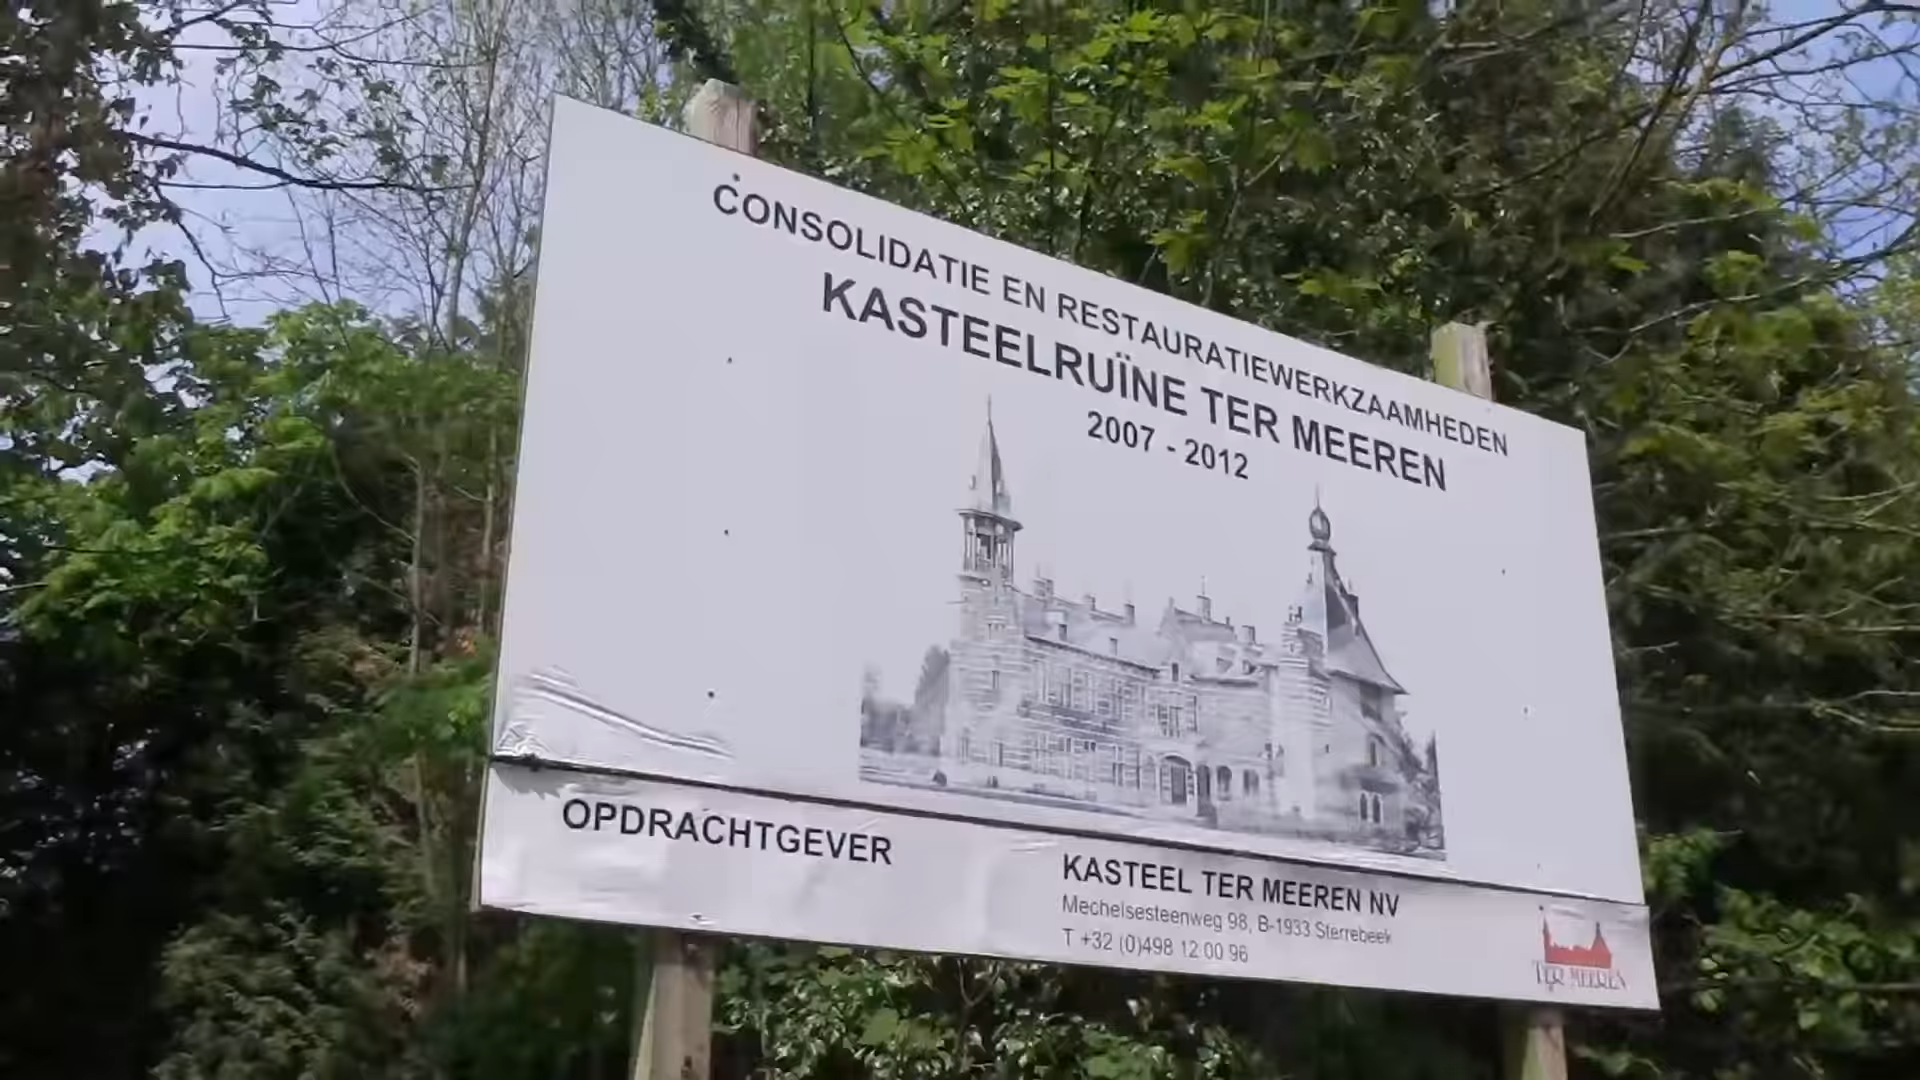 CONSOLIDATIE EN RESTAURATIEWERKZAAMHEDEN
KASTEELRUÏNE TER MEEREN
2007 - 2012
OPDRACHTGEVER
KASTEEL TER MEEREN NV
Mechelsesteenweg 98, B-1933 Sterrebeek
T +32 (0)498 12 00 96
TER MEEREN